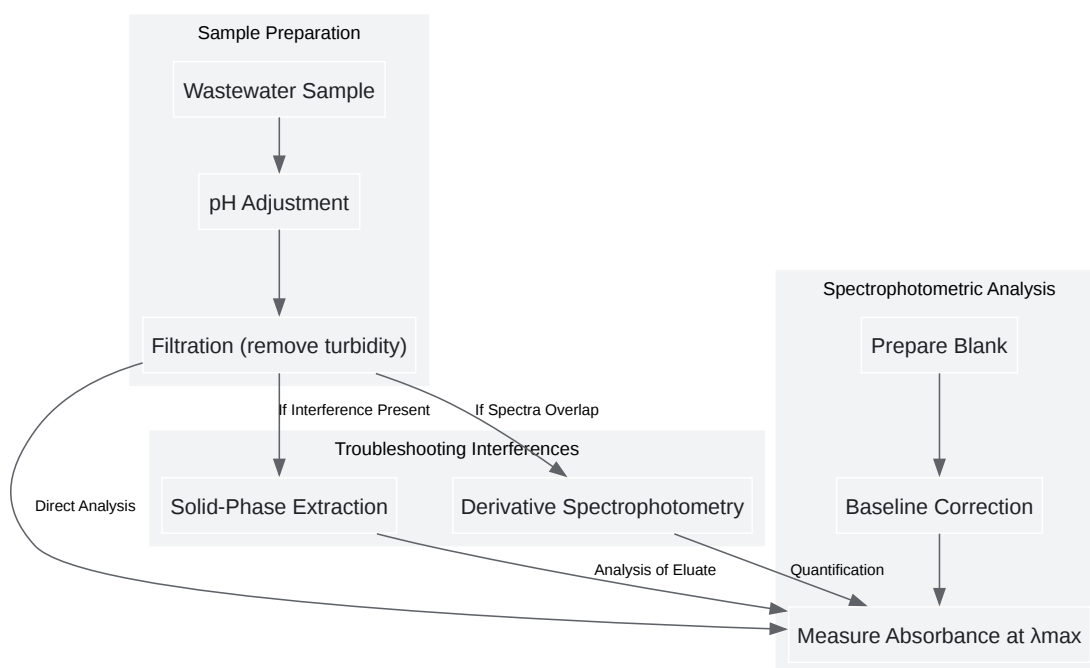 Sample Preparation
Wastewater Sample
pH Adjustment
Spectrophotometric Analysis
Filtration (remove turbidity)
Prepare Blank
If Interference Present
If Spectra Overlap
Troubleshooting Interferences
Direct Analysis
Solid-Phase Extraction
Derivative Spectrophotometry
Baseline Correction
Analysis of Eluate
Quantification
Measure Absorbance at λmax